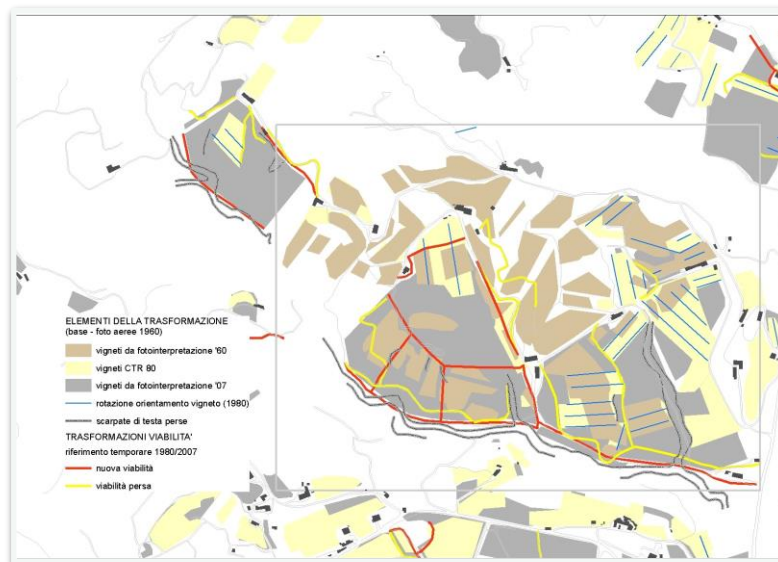 ELEMENTI DELLA TRASFORMAZIONE
(base - foto aeree 1960)
vigneti da fotointerpretazione '60
vigneti CTR 80
vigneti da fotointerpretazione '07
rotazione orientamento vigneto (1980)
scarpate di testa perse
TRASFORMAZIONI VIABILITA'
riferimento temporare 1980/2007
nuova viabilità
viabilità persa